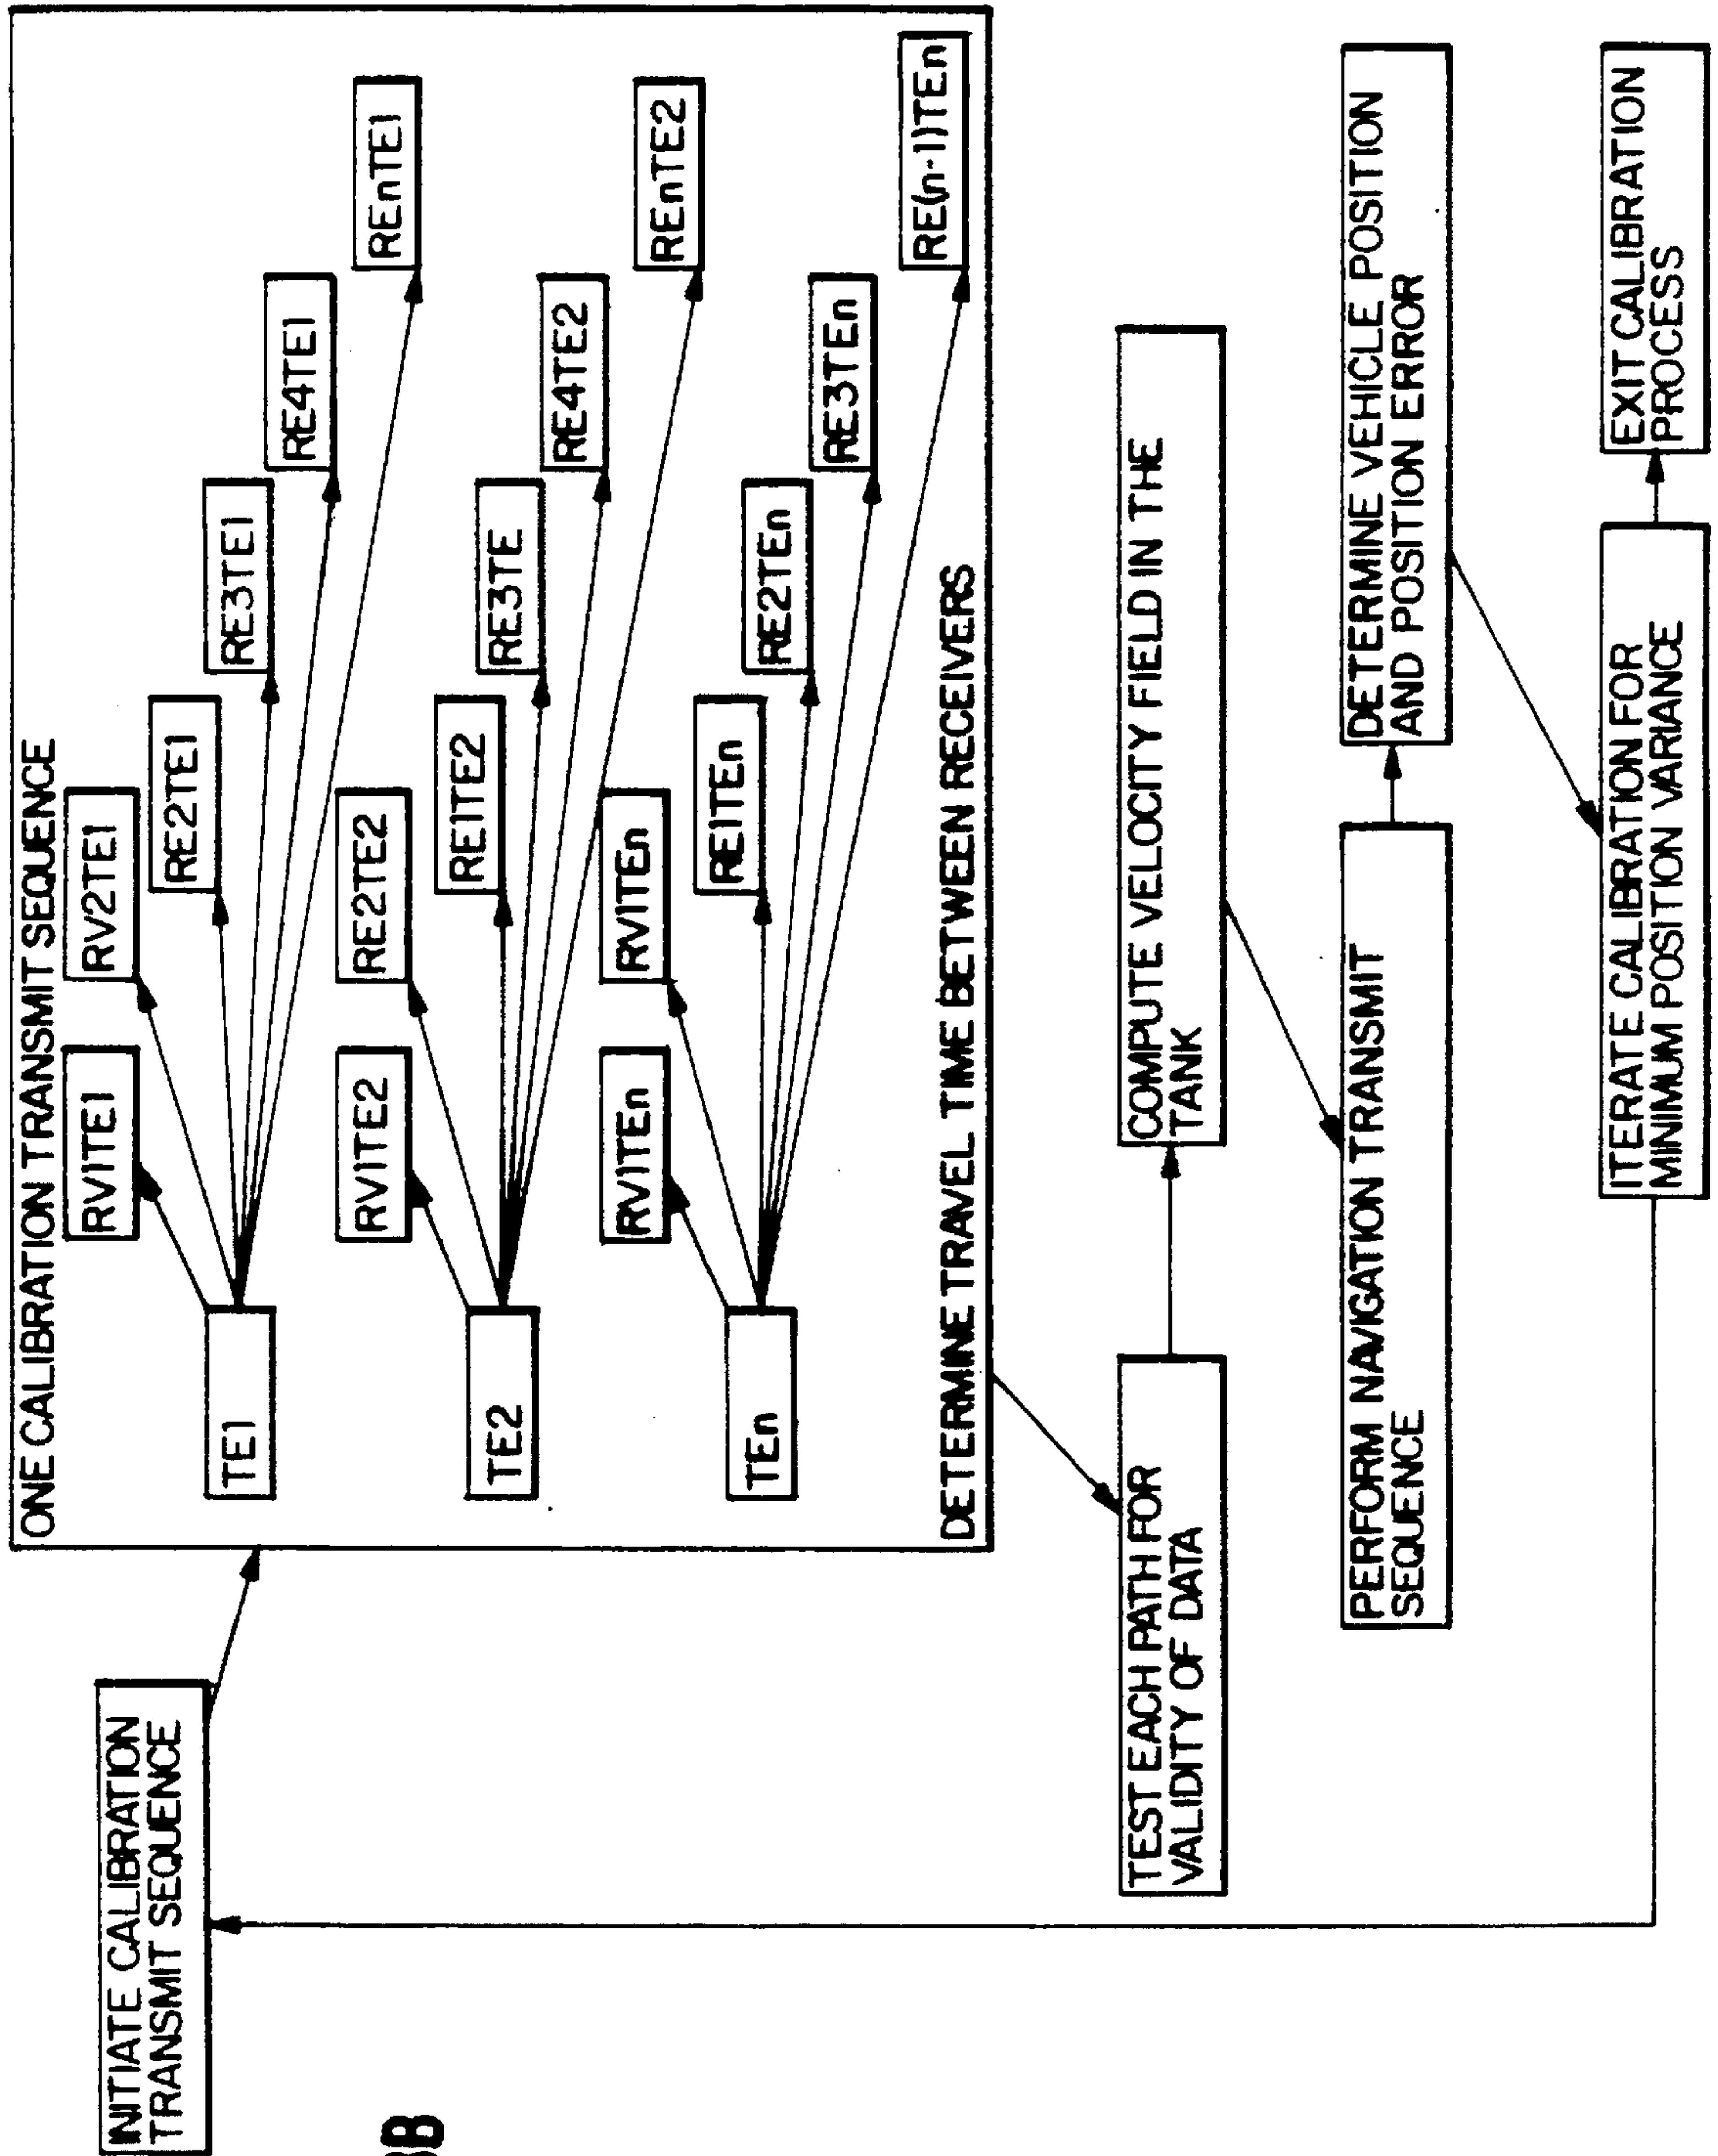 INITIATE CALIBRATION
TRANSMIT SEQUENCE
ONE CALIBRATION TRANSMIT SEQUENCE
RV1TE1
RV2TE1
RE2TE1
RE3TE1
RE4TE1
REnTE1
TE1
RV1TE2
RE2TE2
RE1TE2
RE3TE
RE4TE2
REnTE2
TE2
RV1TEn
RV1TEn
RE1TEn
RE2TEn
RE3TEn
RE(n-1)TEn
TEn
DETERMINE TRAVEL TIME BETWEEN RECEIVERS
TEST EACH PATH FOR
VALIDITY OF DATA
COMPUTE VELOCITY FIELD IN THE
TANK
PERFORM NAVIGATION TRANSMIT
SEQUENCE
DETERMINE VEHICLE POSITION
AND POSITION ERROR
ITERATE CALIBRATION FOR
MINIMUM POSITION VARIANCE
EXIT CALIBRATION
PROCESS